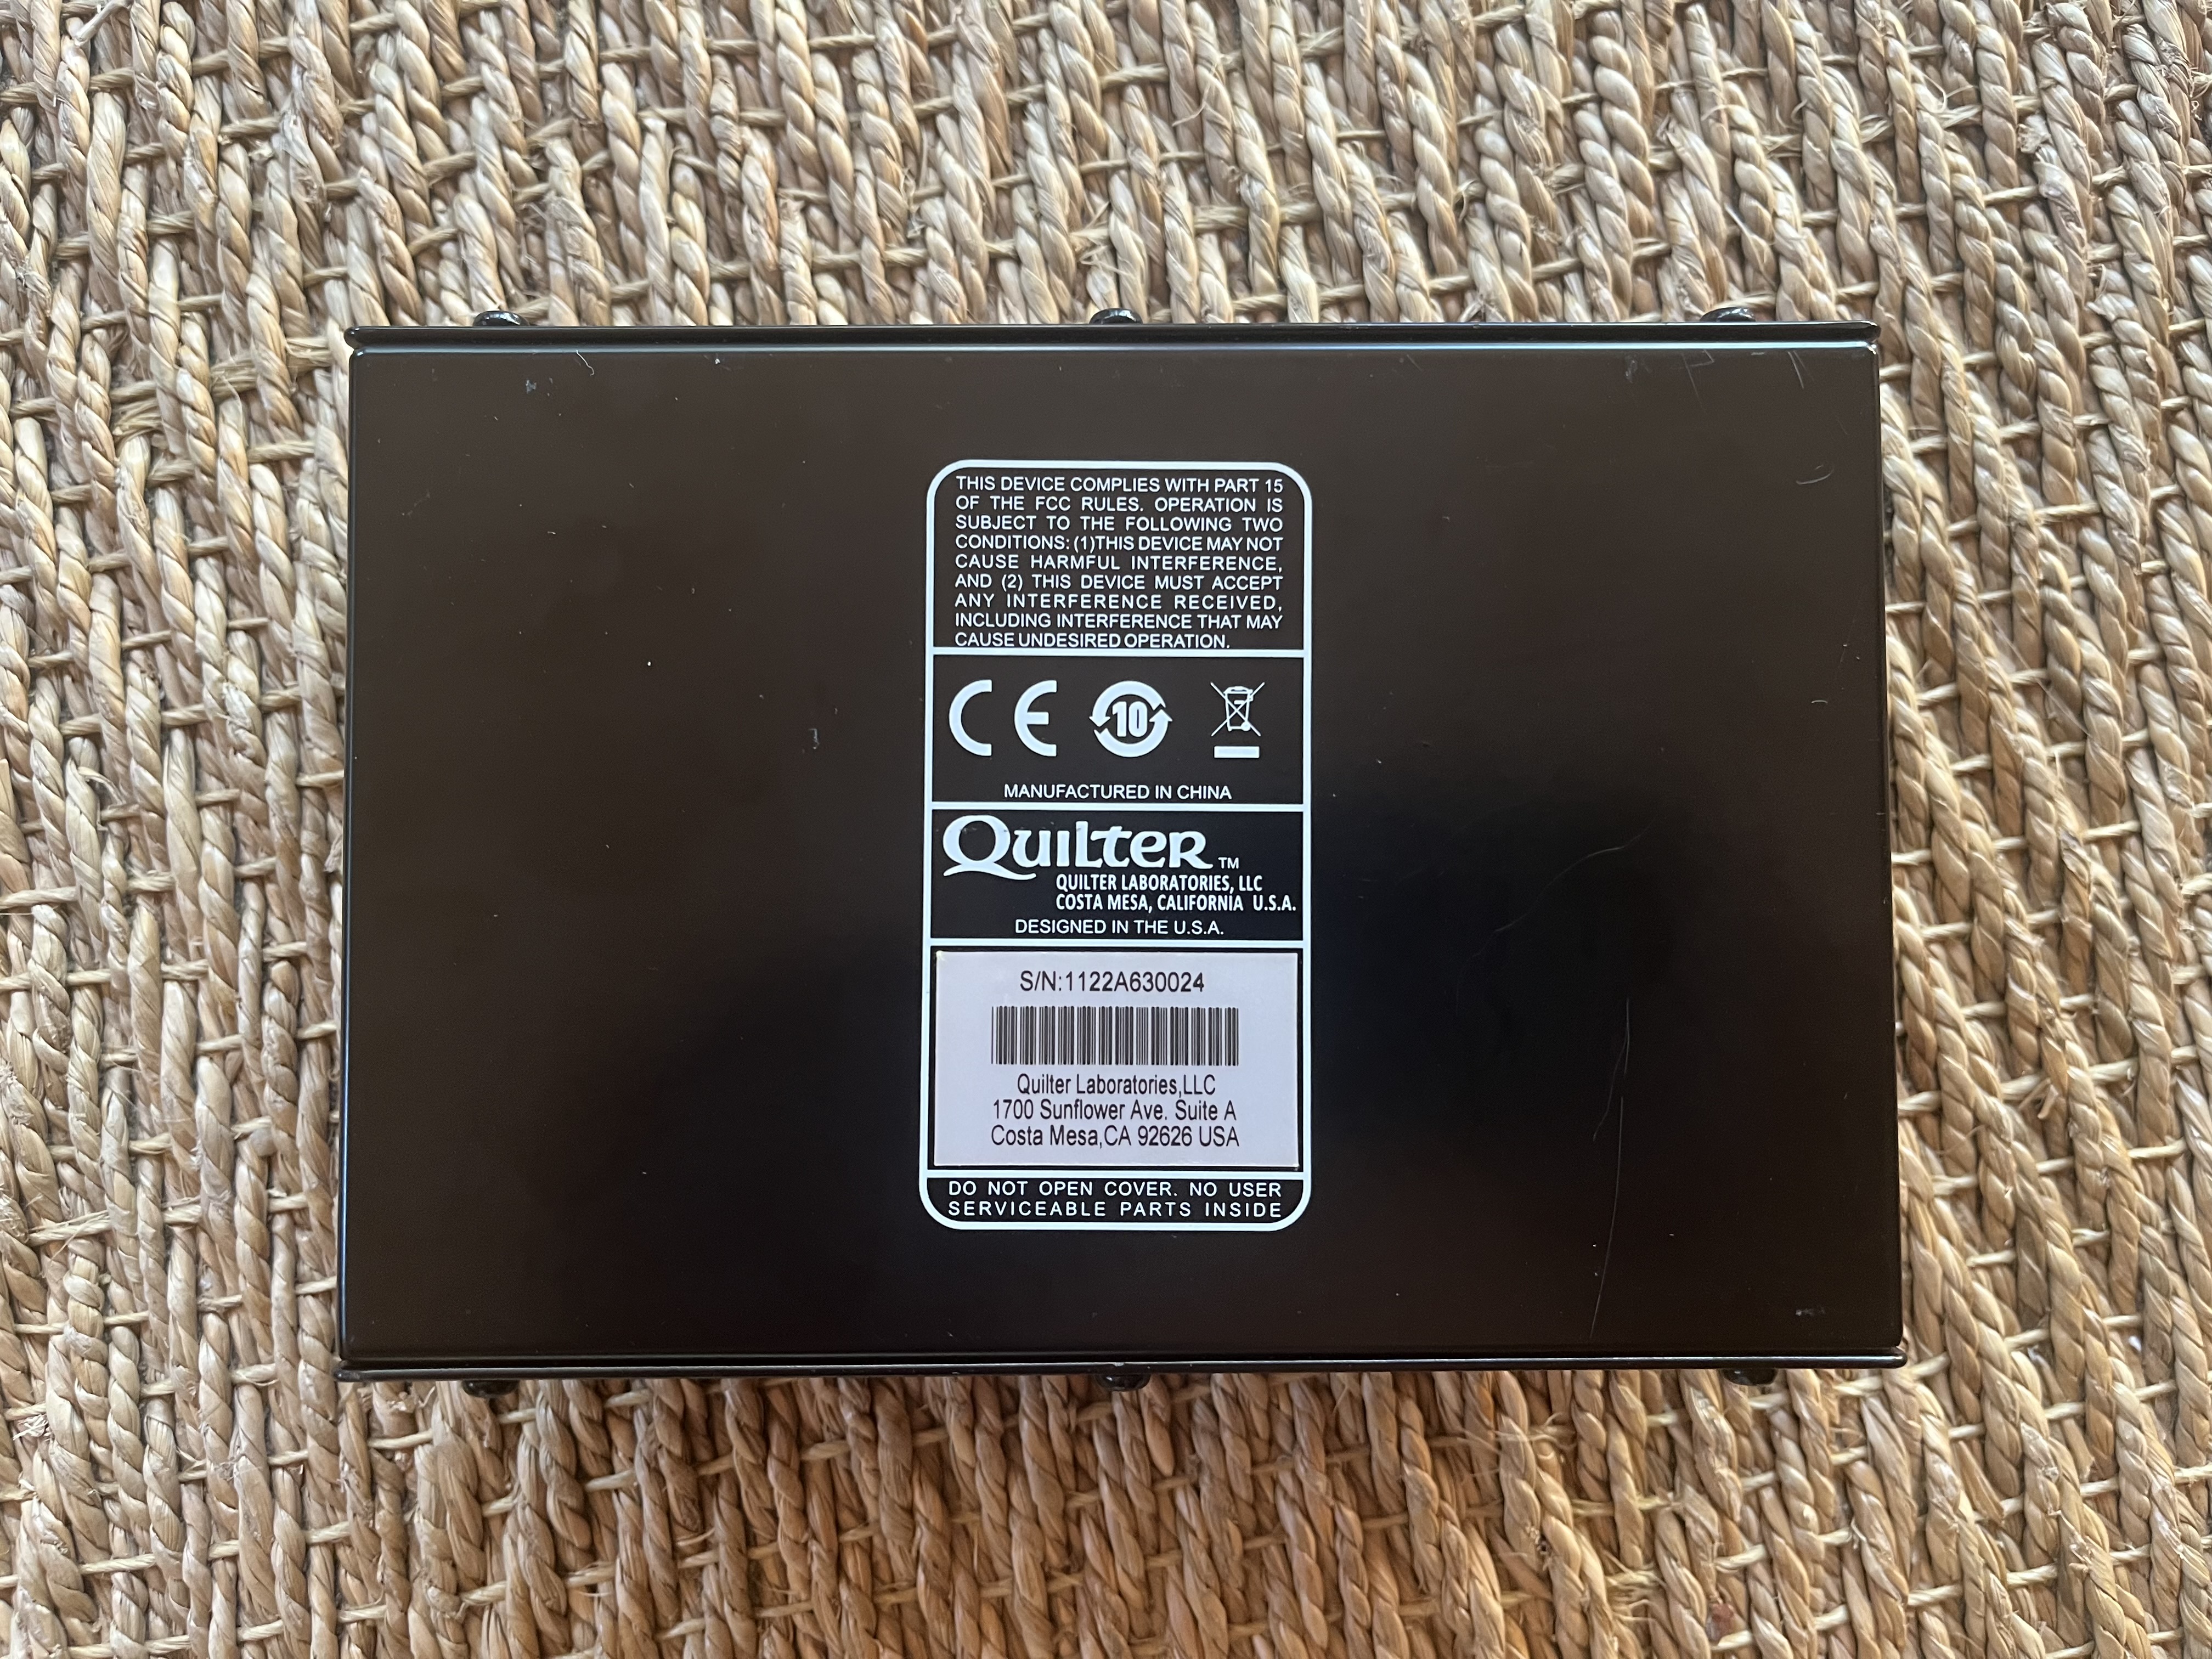 THIS DEVICE COMPLIES WITH PART 15
OF THE FCC RULES. OPERATION IS
SUBJECT TO THE FOLLOWING TWO
CONDITIONS: (1)THIS DEVICE MAY NOT
CAUSE HARMFUL INTERFERENCE,
AND (2) THIS DEVICE MUST ACCEPT
ANY INTERFERENCE RECEIVED,
INCLUDING INTERFERENCE THAT MAY
CAUSE UNDESIRED OPERATION.
CE 10
MANUFACTURED IN CHINA
QUILTER TM
QUILTER LABORATORIES, LLC
COSTA MESA, CALIFORNIA U.S.A.
DESIGNED IN THE U.S.A.
S/N:1122A630024
Quilter Laboratories,LLC
1700 Sunflower Ave. Suite A
Costa Mesa,CA 92626 USA
DO NOT OPEN COVER. NO USER
SERVICEABLE PARTS INSIDE